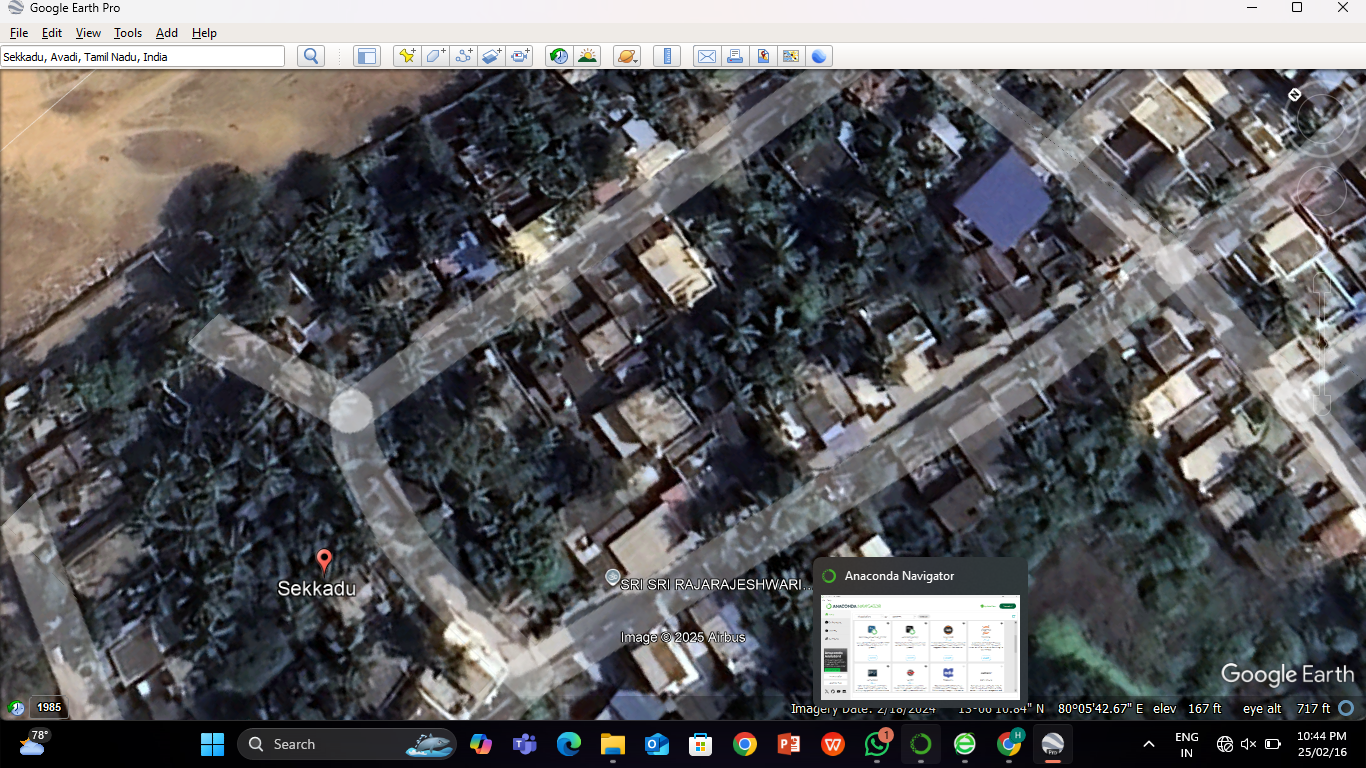 Google Earth Pro
File Edit View Tools Add Help
Sekkadu, Avadi, Tamil Nadu, India
Sekkadu
SRI SRI RAJARAJESHWARI...
Anaconda Navigator
ANACONDA.NAVIGATOR
Image © 2025 Airbus
Google Earth
1985
Imagery Date: 2/18/2024 13°06'10.84" N 80°05'42.67" E elev 167 ft eye alt 717 ft
78°
Search
1
H
Pro
ENG
IN
10:44 PM
25/02/16